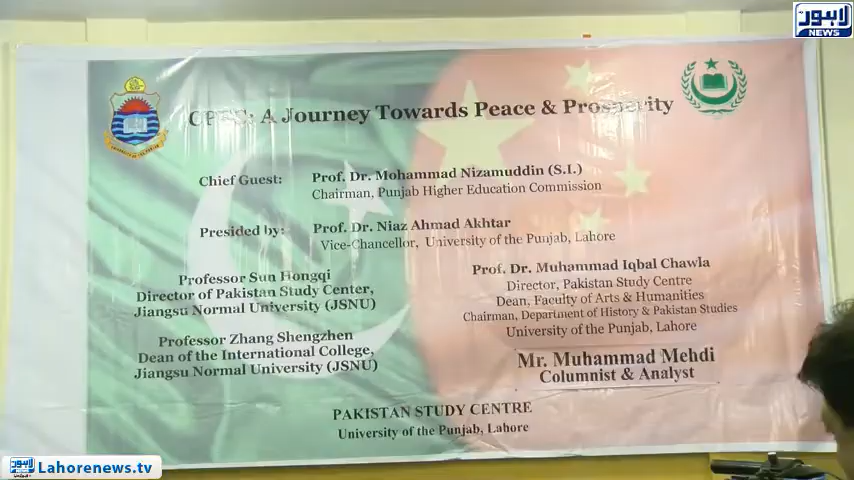 لاہور
NEWS
CPEC: A Journey Towards Peace & Prosperity
Chief Guest: Prof. Dr. Mohammad Nizamuddin (S.I.)
Chairman, Punjab Higher Education Commission
Presided by: Prof. Dr. Niaz Ahmad Akhtar
Vice-Chancellor, University of the Punjab, Lahore
Professor Sun Hongqi
Director of Pakistan Study Center,
Jiangsu Normal University (JSNU)
Professor Zhang Shengzhen
Dean of the International College,
Jiangsu Normal University (JSNU)
Prof. Dr. Muhammad Iqbal Chawla
Director, Pakistan Study Centre
Dean, Faculty of Arts & Humanities
Chairman, Department of History & Pakistan Studies
University of the Punjab, Lahore
Mr. Muhammad Mehdi
Columnist & Analyst
PAKISTAN STUDY CENTRE
University of the Punjab, Lahore
Lahorenews.tv